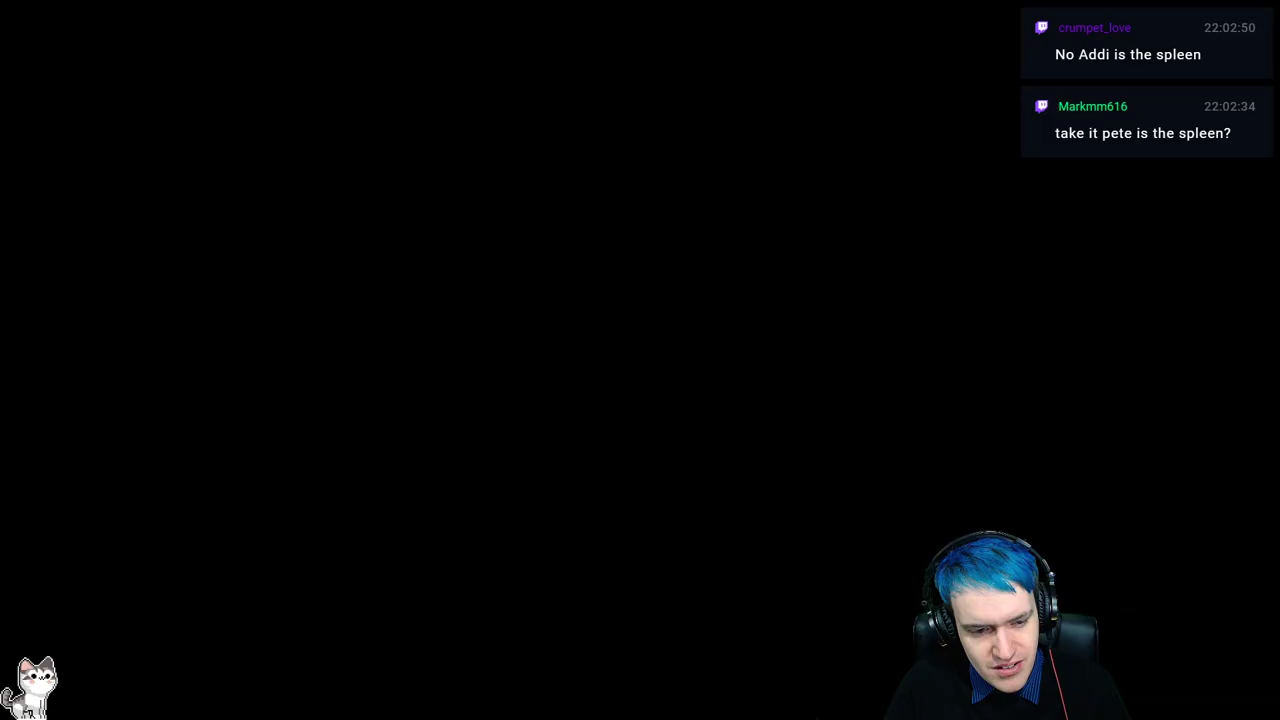 crumpet_love 22:02:50
No Addi is the spleen
Markmm616 22:02:34
take it pete is the spleen?